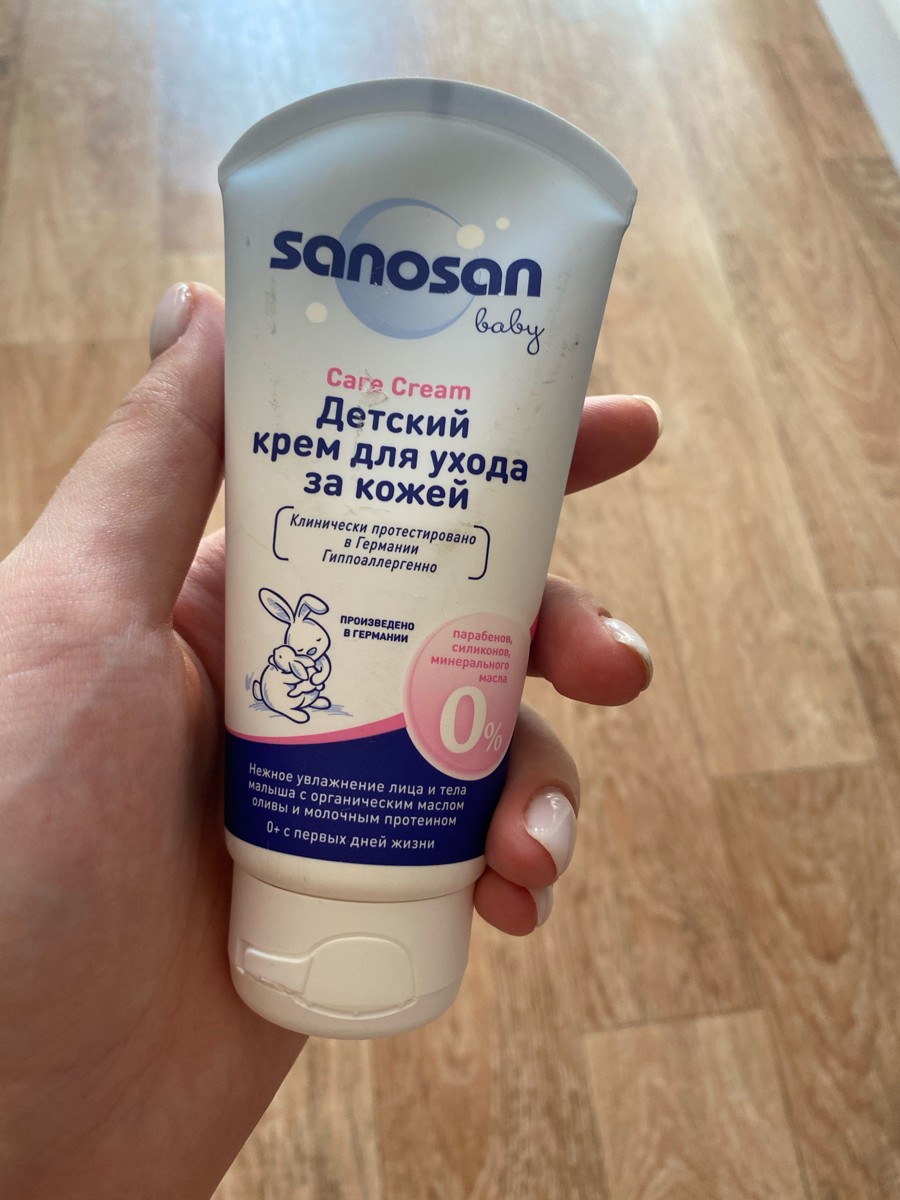 sanosan
baby
Care Cream
Детский
крем для ухода
за кожей
Клинически протестировано
в Германии
Гиппоаллергенно
ПРОИЗВЕДЕНО
В ГЕРМАНИИ
парабенов,
силиконов,
минерального
масла
0%
Нежное увлажнение лица и тела
малыша с органическим маслом
оливы и молочным протеином
0+ с первых дней жизни